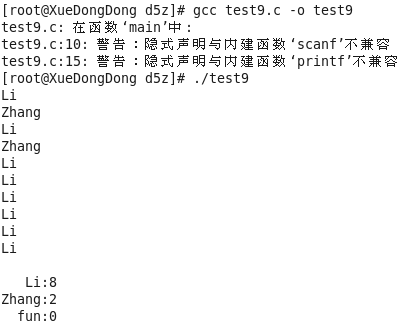 [root@XueDongDong d5z]# gcc test9.c -o test9
test9.c: 在函数‘main’中：
test9.c:10: 警告：隐式声明与内建函数‘scanf’不兼容
test9.c:15: 警告：隐式声明与内建函数‘printf’不兼容
[root@XueDongDong d5z]# ./test9
Li
Zhang
Li
Zhang
Li
Li
Li
Li
Li
Li
Li:8
Zhang:2
fun:0